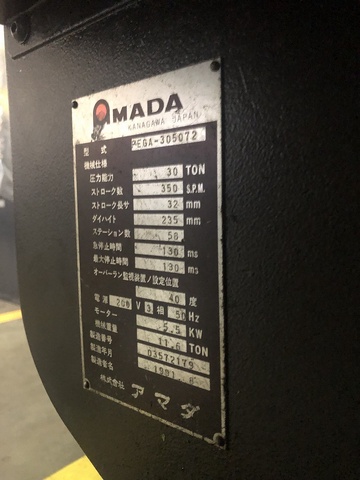 AMADA
KANAGAWA JAPAN
型式 PEGA-305072
機械仕様
圧力能力 30 TON
ストローク数 350 S.P.M.
ストローク長サ 32 mm
ダイハイト 235 mm
ステーション数 58
急停止時間 130 ms
最大停止時間 190 ms
オーバーラン監視装置ノ設定位置
40 度
電源 200 V 3 相
モーター 5.5 KW
機械重量 11.6 TON
製造番号 03572179
製造年月 1991
製造者名
株式会社 アマダ